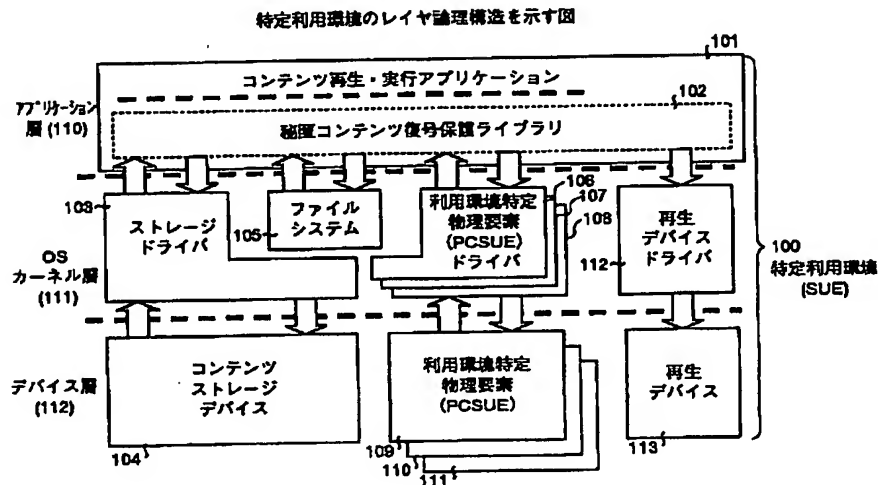 特定利用環境のレイヤ論理構造を示す図
101
コンテンツ再生・実行アプリケーション
102
アプリケーション
層 (110)
秘匿コンテンツ復号保護ライブラリ
103
ストレージ
ドライバ
105
ファイル
システム
利用環境特定
物理要素
(PCSUE)
ドライバ
106
107
108
112
再生
デバイス
ドライバ
100
特定利用環境
(SUE)
OS
カーネル層
(111)
デバイス層
(112)
コンテンツ
ストレージ
デバイス
104
利用環境特定
物理要素
(PCSUE)
109
110
111
再生
デバイス
113